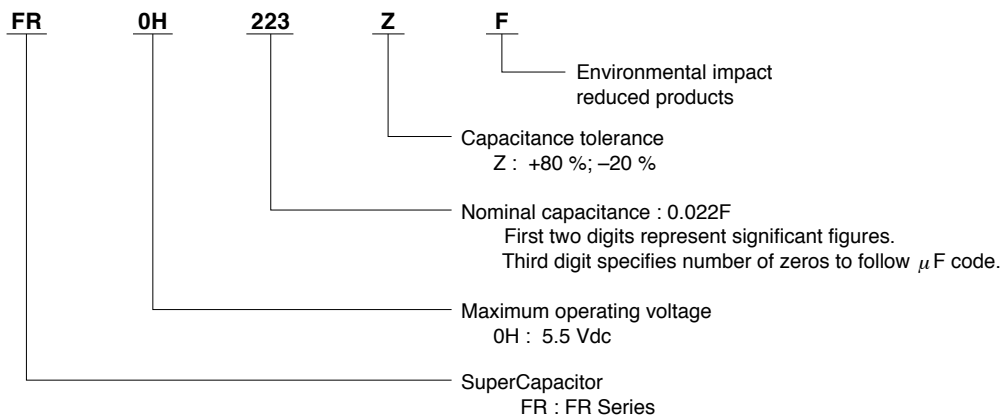 FR 0H 223 Z F
Environmental impact
reduced products
Capacitance tolerance
Z : +80 %; –20 %
Nominal capacitance : 0.022F
First two digits represent significant figures.
Third digit specifies number of zeros to follow μF code.
Maximum operating voltage
0H : 5.5 Vdc
SuperCapacitor
FR : FR Series